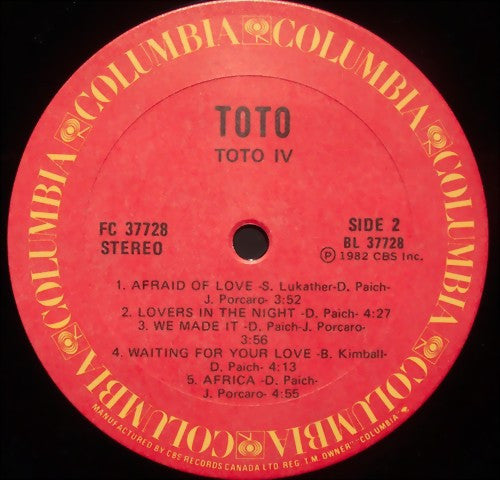 COLUMBIA COLUMBIA COLUMBIA COLUMBIA COLUMBIA COLUMBIA COLUMBIA
TOTO
TOTO IV
FC 37728
STEREO
SIDE 2
BL 37728
Ⓟ 1982 CBS Inc.
1. AFRAID OF LOVE -S. Lukather-D. Paich-
J. Porcaro- 3:52
2. LOVERS IN THE NIGHT -D. Paich- 4:27
3. WE MADE IT -D. Paich-J. Porcaro-
3:56
4. WAITING FOR YOUR LOVE -B. Kimball-
D. Paich- 4:13
5. AFRICA -D. Paich-
J. Porcaro- 4:55
MANUFACTURED BY CBS RECORDS CANADA LTD REG. T.M. OWNER "COLUMBIA"